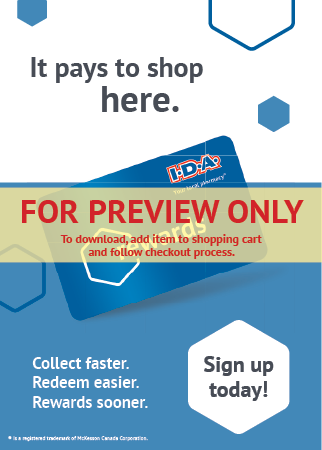 It pays to shop
here.
I·D·A®
Your local pharmacy®
FOR PREVIEW ONLY
To download, add item to shopping cart
and follow checkout process.
Rewards
Collect faster.
Redeem easier.
Rewards sooner.
Sign up
today!
® is a registered trademark of McKesson Canada Corporation.